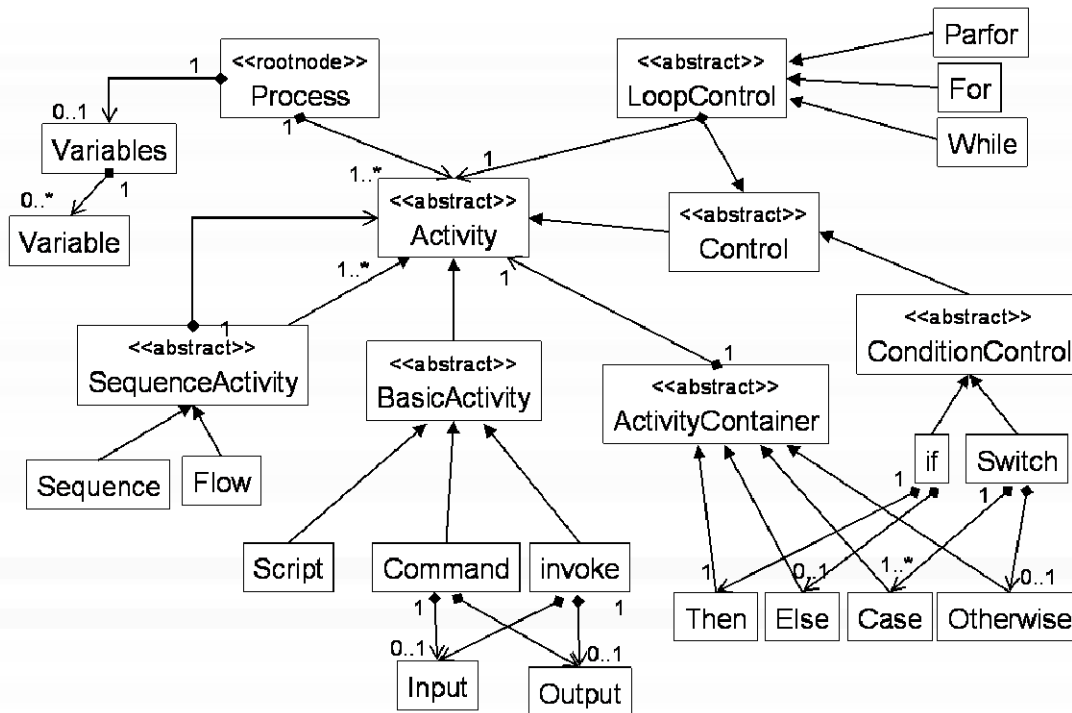 <<rootnode>>
Process
<<abstract>>
LoopControl
Parfor
For
While
1
0..1
Variables
1
1
1
0..*
1
Variable
1..*
<<abstract>>
Activity
<<abstract>>
Control
1..*
1
1
<<abstract>>
SequenceActivity
<<abstract>>
BasicActivity
1
<<abstract>>
ActivityContainer
<<abstract>>
ConditionControl
Sequence
Flow
if
Switch
1
1
Script
Command
invoke
1
0..1
1..*
0..1
Then
Else
Case
Otherwise
1
1
0..1
0..1
Input
Output